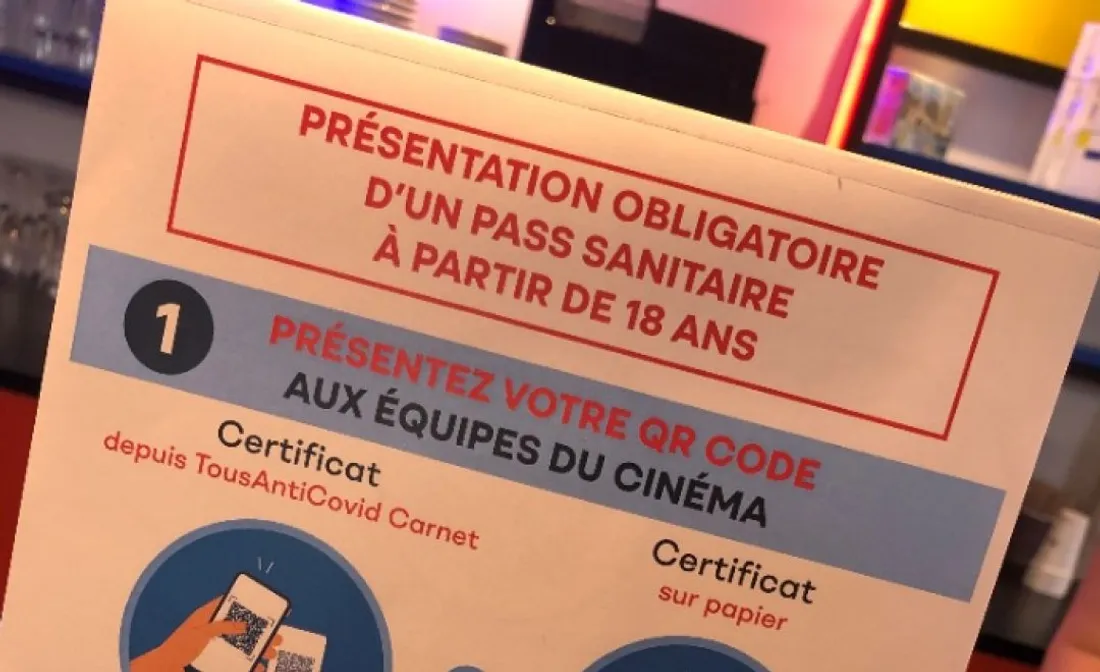 PRÉSENTATION OBLIGATOIRE
D'UN PASS SANITAIRE
À PARTIR DE 18 ANS
1
PRÉSENTEZ VOTRE QR CODE
AUX ÉQUIPES DU CINÉMA
Certificat
depuis TousAntiCovid Carnet
Certificat
sur papier